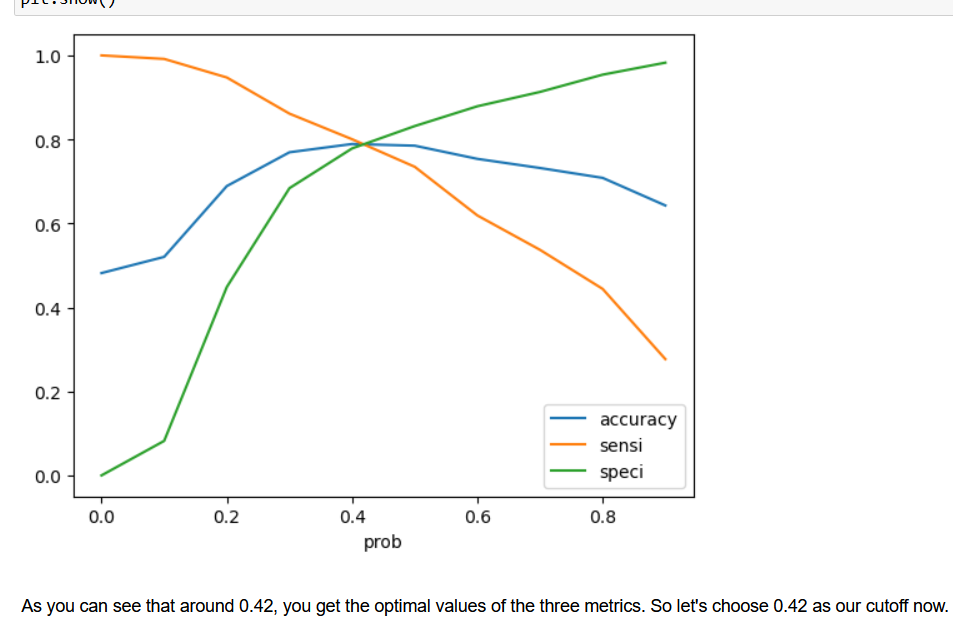 plt.show()
1.0
0.8
0.6
0.4
0.2
0.0
accuracy
sensi
speci
0.0 0.2 0.4 0.6 0.8
prob
As you can see that around 0.42, you get the optimal values of the three metrics. So let's choose 0.42 as our cutoff now.